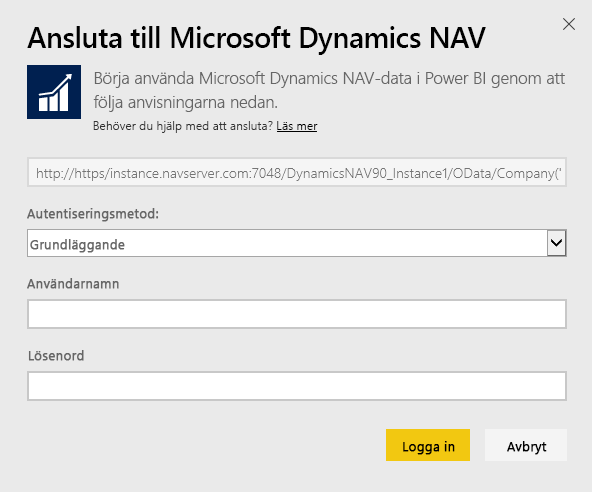 Ansluta till Microsoft Dynamics NAV
Börja använda Microsoft Dynamics NAV-data i Power BI genom att
följa anvisningarna nedan.
Behöver du hjälp med att ansluta? Läs mer
http://https/instance.navserver.com:7048/DynamicsNAV90_Instance1/OData/Company('
Autentiseringsmetod:
Grundläggande
Användarnamn
Lösenord
Logga in
Avbryt